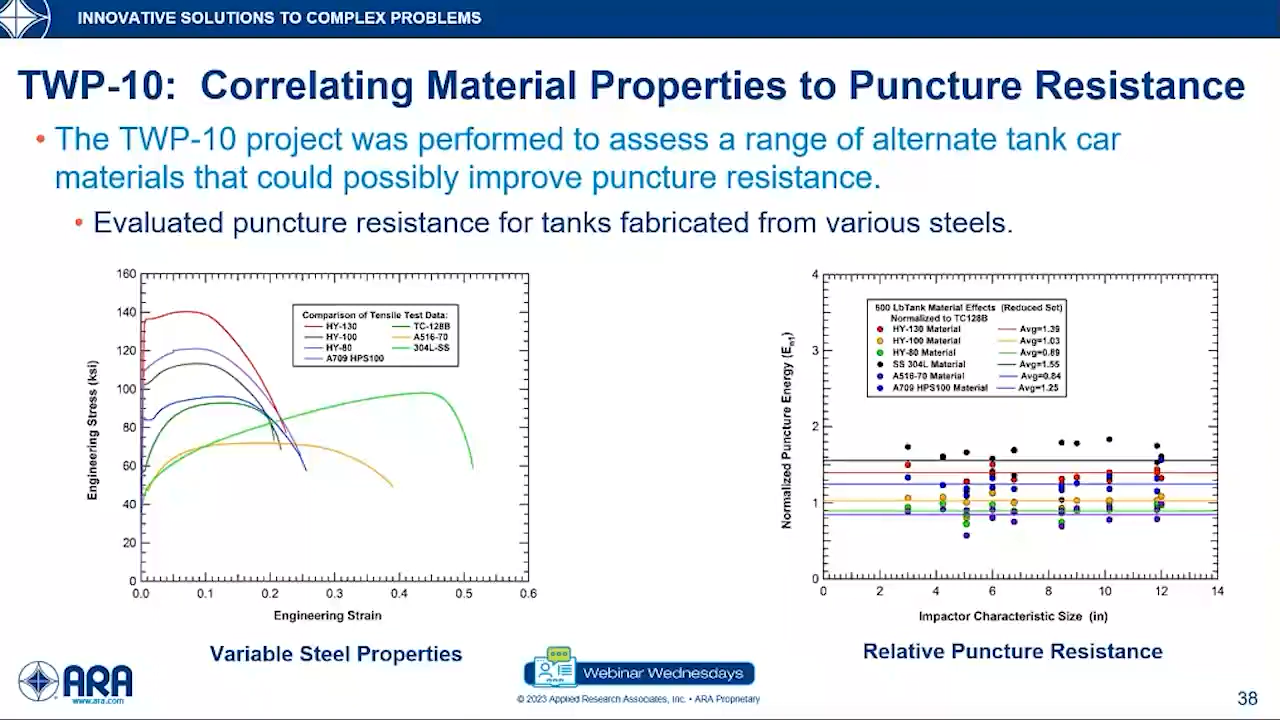 INNOVATIVE SOLUTIONS TO COMPLEX PROBLEMS
TWP-10: Correlating Material Properties to Puncture Resistance
• The TWP-10 project was performed to assess a range of alternate tank car
materials that could possibly improve puncture resistance.
• Evaluated puncture resistance for tanks fabricated from various steels.
160
140
120
100
80
60
40
20
0
0.0 0.1 0.2 0.3 0.4 0.5 0.6
Engineering Stress (ksi)
Engineering Strain
Comparison of Tensile Test Data:
HY-130 TC-128B
HY-100 A516-70
HY-80 304L-SS
A709 HPS100
Variable Steel Properties
4
3
2
1
0
0 2 4 6 8 10 12 14
Normalized Puncture Energy (En1)
Impactor Characteristic Size (in)
600 LbTank Material Effects (Reduced Set)
Normalized to TC128B
HY-130 Material Avg=1.39
HY-100 Material Avg=1.03
HY-80 Material Avg=0.89
SS 304L Material Avg=1.55
A516-70 Material Avg=0.84
A709 HPS100 Material Avg=1.25
Relative Puncture Resistance
ARA
www.ara.com
Webinar Wednesdays
© 2023 Applied Research Associates, Inc. • ARA Proprietary
38